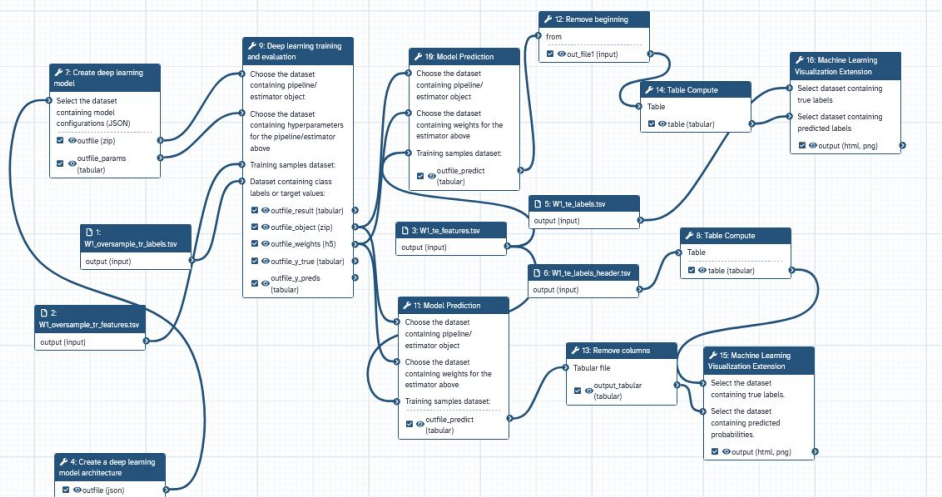 7: Create deep learning
model
Select the dataset
containing model
configurations (JSON)
outfile (zip)
outfile_params
(tabular)
1:
W1_oversample_tr_labels.tsv
output (input)
2:
W1_oversample_tr_features.tsv
output (input)
4: Create a deep learning
model architecture
outfile (json)
9: Deep learning training
and evaluation
Choose the dataset
containing pipeline/
estimator object
Choose the dataset
containing hyperparameters
for the pipeline/estimator
above
Training samples dataset:
Dataset containing class
labels or target values:
outfile_result (tabular)
outfile_object (zip)
outfile_weights (h5)
outfile_y_true (tabular)
outfile_y_preds
(tabular)
10: Model Prediction
Choose the dataset
containing pipeline/
estimator object
Choose the dataset
containing weights for the
estimator above
Training samples dataset:
outfile_predict
(tabular)
3: W1_te_features.tsv
output (input)
11: Model Prediction
Choose the dataset
containing pipeline/
estimator object
Choose the dataset
containing weights for the
estimator above
Training samples dataset:
outfile_predict
(tabular)
12: Remove beginning
from
out_file1 (input)
5: W1_te_labels.tsv
output (input)
6: W1_te_labels_header.tsv
output (input)
13: Remove columns
Tabular file
output_tabular
(tabular)
14: Table Compute
Table
table (tabular)
8: Table Compute
Table
table (tabular)
16: Machine Learning
Visualization Extension
Select dataset containing
true labels
Select dataset containing
predicted labels
output (html, png)
15: Machine Learning
Visualization Extension
Select the dataset
containing true labels.
Select the dataset
containing predicted
probabilities.
output (html, png)